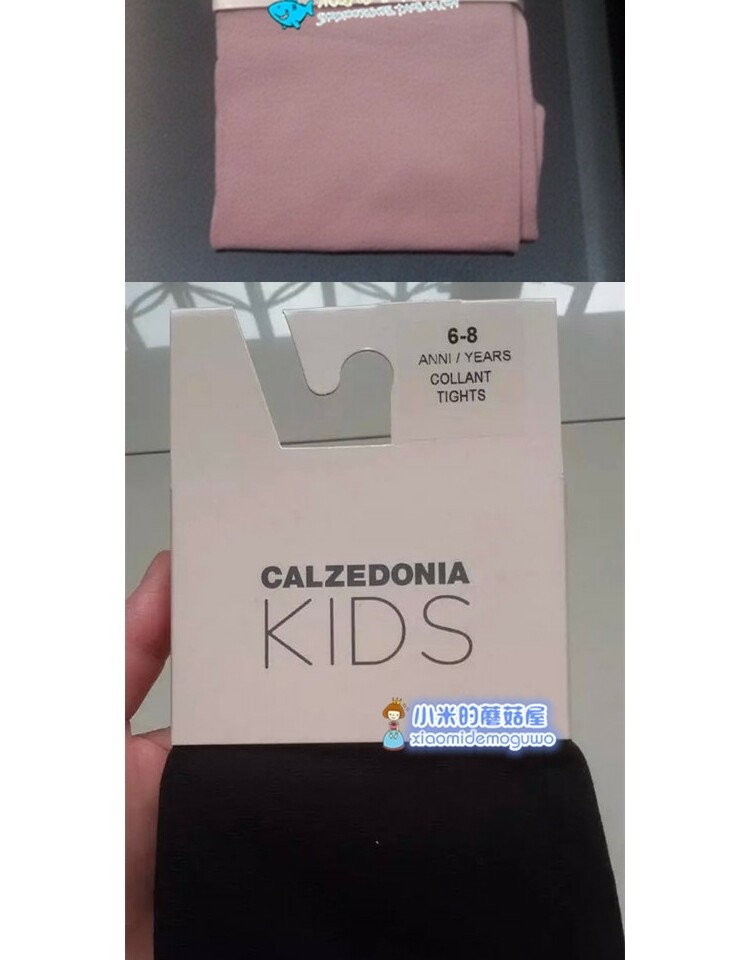 6-8
ANNI / YEARS
COLLANT
TIGHTS
CALZEDONIA
KIDS
小米的蘑菇屋
xiaomidemoguwo